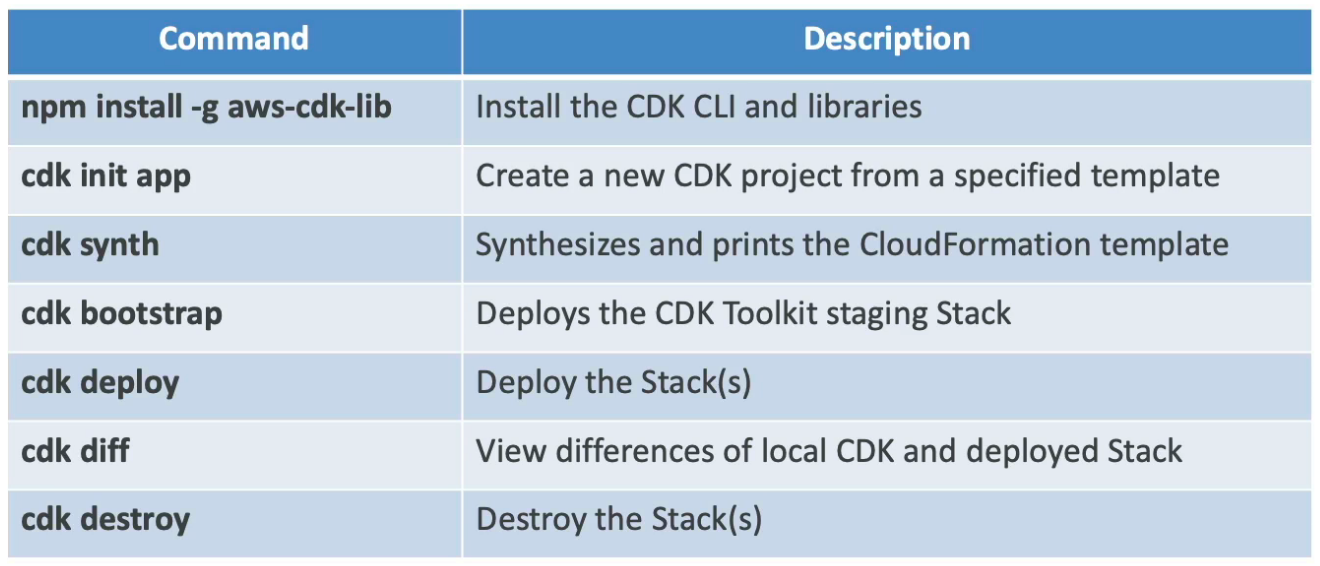 Command Description
npm install -g aws-cdk-lib Install the CDK CLI and libraries
cdk init app Create a new CDK project from a specified template
cdk synth Synthesizes and prints the CloudFormation template
cdk bootstrap Deploys the CDK Toolkit staging Stack
cdk deploy Deploy the Stack(s)
cdk diff View differences of local CDK and deployed Stack
cdk destroy Destroy the Stack(s)